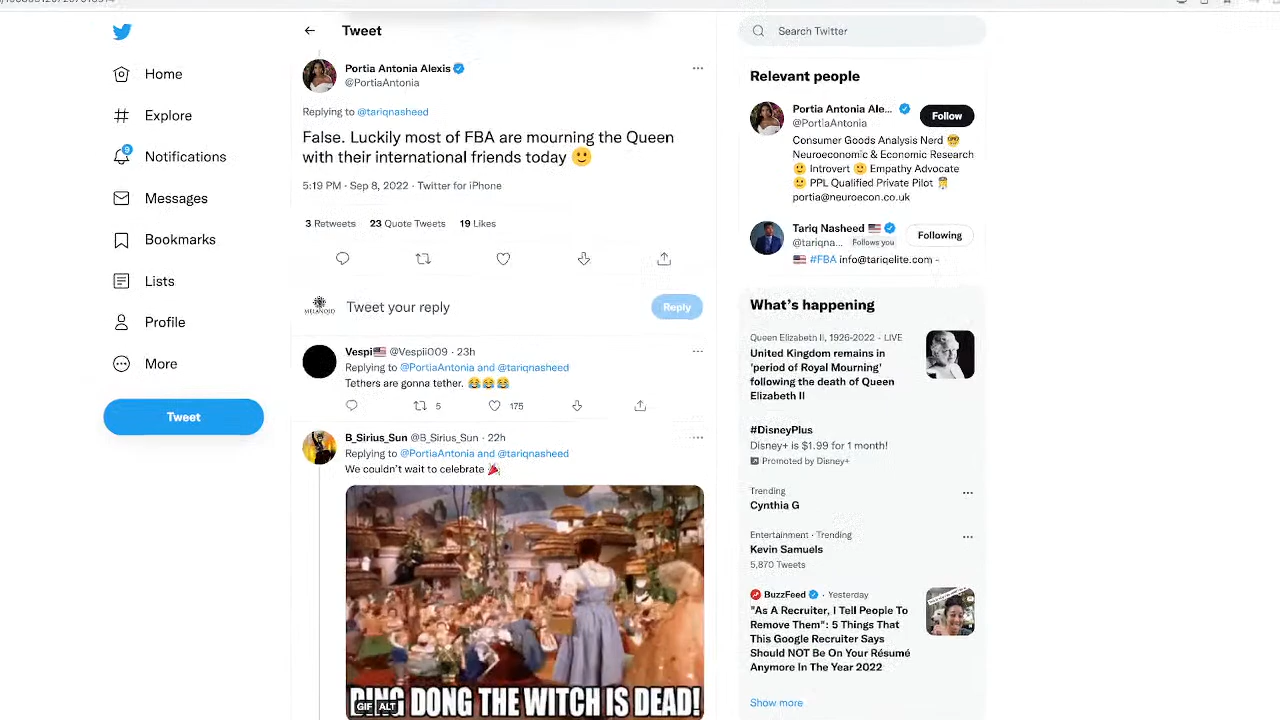 Tweet
Search Twitter
Home
Explore
9
Notifications
Messages
Bookmarks
Lists
Profile
More
Tweet
Portia Antonia Alexis
@PortiaAntonia
Replying to @tariqnasheed
False. Luckily most of FBA are mourning the Queen
with their international friends today 🙂
5:19 PM · Sep 8, 2022 · Twitter for iPhone
3 Retweets 23 Quote Tweets 19 Likes
MELANOID
Tweet your reply
Reply
Vespi🇺🇸 @Vespii009 · 23h
Replying to @PortiaAntonia and @tariqnasheed
Tethers are gonna tether. 😂😂😂
5 175
B_Sirius_Sun @B_Sirius_Sun · 22h
Replying to @PortiaAntonia and @tariqnasheed
We couldn't wait to celebrate 🎉
DING DONG THE WITCH IS DEAD!
GIF ALT
Relevant people
Portia Antonia Ale...
@PortiaAntonia
Follow
Consumer Goods Analysis Nerd 🤓
Neuroeconomic & Economic Research
🙂 Introvert 🙂 Empathy Advocate
🙂 PPL Qualified Private Pilot
portia@neuroecon.co.uk
Tariq Nasheed 🇺🇸
@tariqna... Follows you
Following
🇺🇸 #FBA info@tariqelite.com -
What's happening
Queen Elizabeth II, 1926-2022 · LIVE
United Kingdom remains in
'period of Royal Mourning'
following the death of Queen
Elizabeth II
#DisneyPlus
Disney+ is $1.99 for 1 month!
Promoted by Disney+
Trending
Cynthia G
Entertainment · Trending
Kevin Samuels
5,870 Tweets
BuzzFeed · Yesterday
"As A Recruiter, I Tell People To
Remove Them": 5 Things That
This Google Recruiter Says
Should NOT Be On Your Résumé
Anymore In The Year 2022
Show more